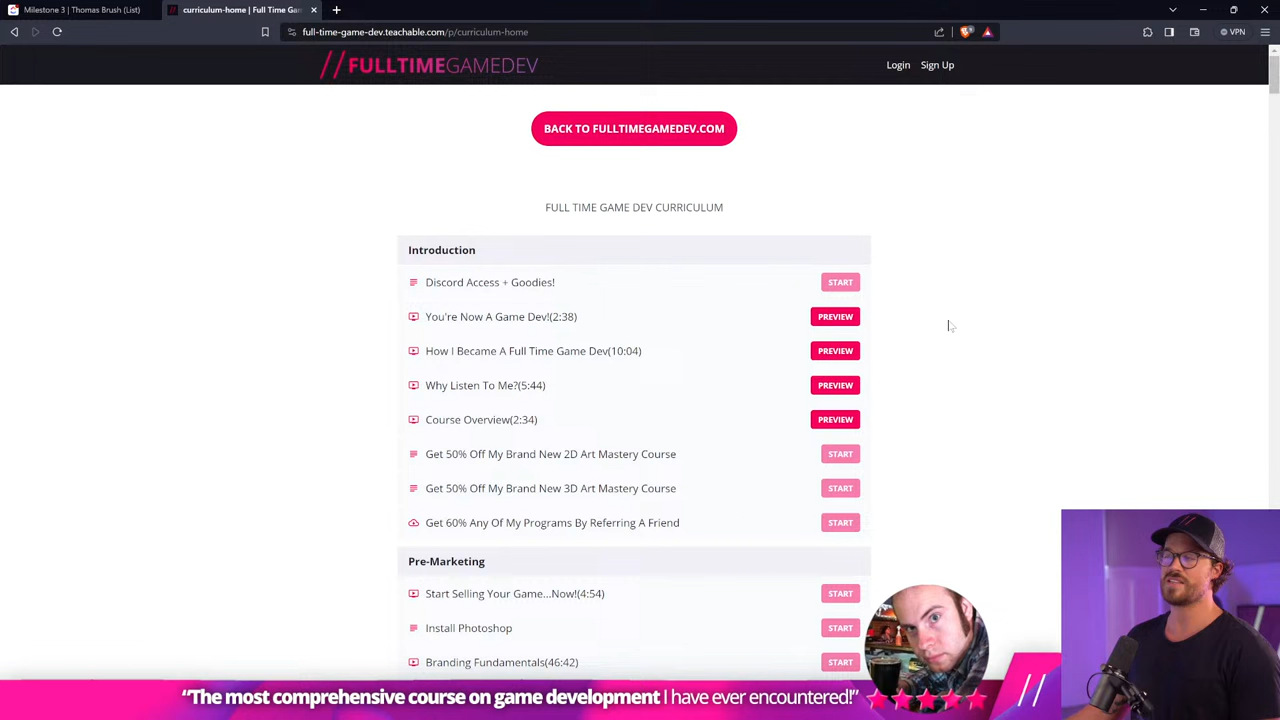 Milestone 3 | Thomas Brush (List)
curriculum-home | Full Time Gam
full-time-game-dev.teachable.com/p/curriculum-home
VPN
//FULLTIMEGAMEDEV
Login Sign Up
BACK TO FULLTIMEGAMEDEV.COM
FULL TIME GAME DEV CURRICULUM
Introduction
Discord Access + Goodies! START
You're Now A Game Dev!(2:38) PREVIEW
How I Became A Full Time Game Dev(10:04) PREVIEW
Why Listen To Me?(5:44) PREVIEW
Course Overview(2:34) PREVIEW
Get 50% Off My Brand New 2D Art Mastery Course START
Get 50% Off My Brand New 3D Art Mastery Course START
Get 60% Any Of My Programs By Referring A Friend START
Pre-Marketing
Start Selling Your Game...Now!(4:54) START
Install Photoshop START
Branding Fundamentals(46:42) START
“The most comprehensive course on game development I have ever encountered!”
//